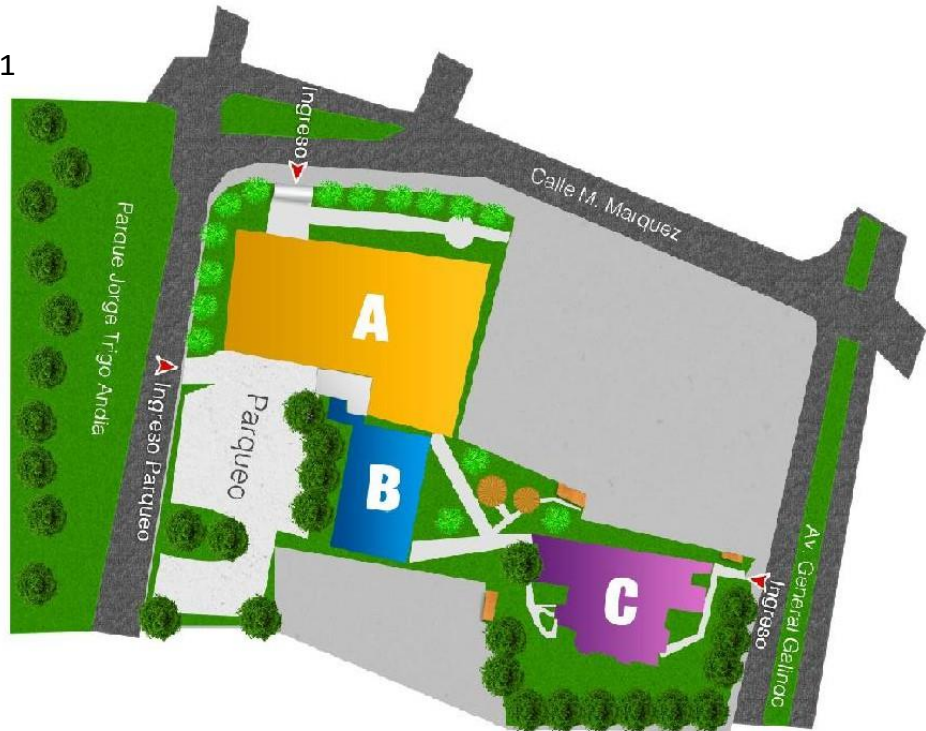 1
Ingreso
Calle M. Marquez
Parque Jorge Trigo Andia
A
Ingreso Parqueo
Parqueo
B
C
Ingreso
Av. General Galindo